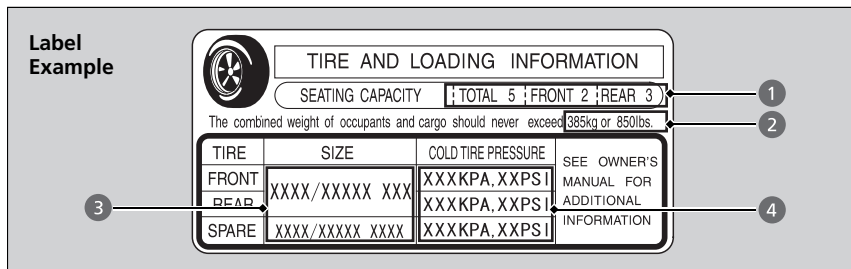 Label
Example
TIRE AND LOADING INFORMATION
SEATING CAPACITY TOTAL 5 FRONT 2 REAR 3
1
The combined weight of occupants and cargo should never exceed 385kg or 850lbs.
2
TIRE SIZE COLD TIRE PRESSURE
SEE OWNER'S
MANUAL FOR
ADDITIONAL
INFORMATION
FRONT XXXX/XXXXX XXX XXXKPA, XXPSI
REAR XXXKPA, XXPSI
3
4
SPARE XXXX/XXXXX XXXX XXXKPA, XXPSI